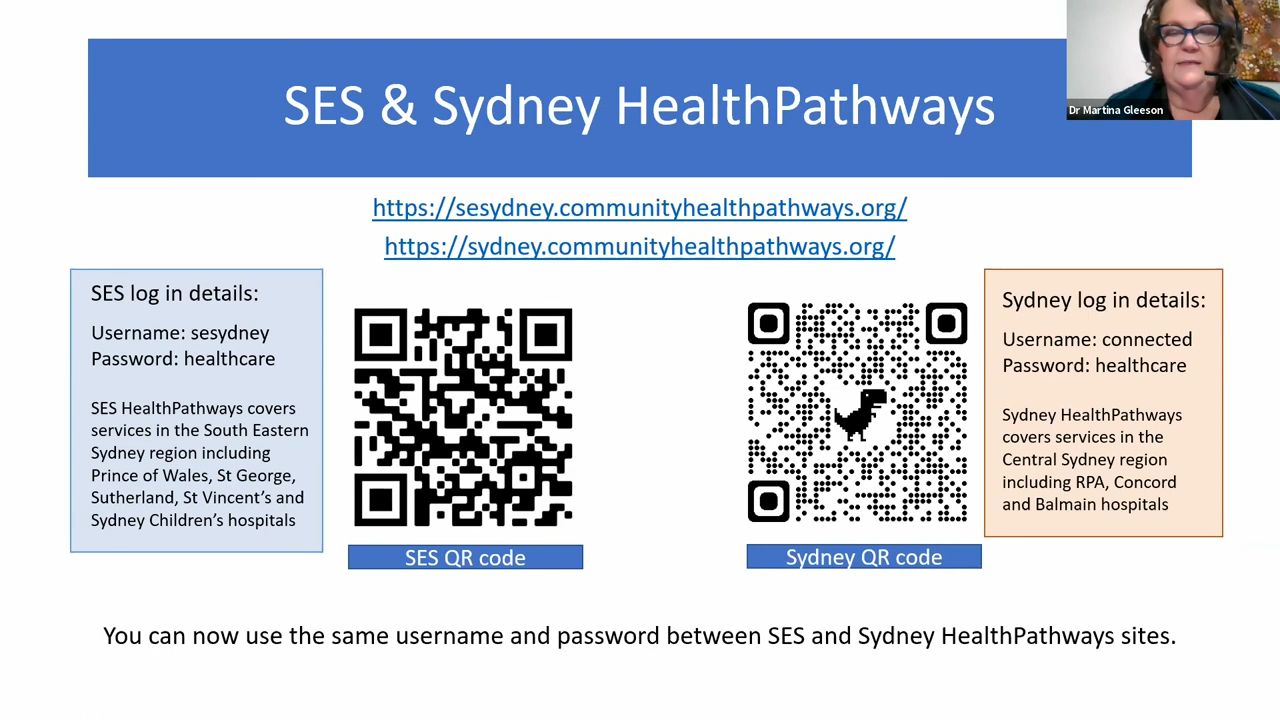 SES & Sydney HealthPathways
Dr Martina Gleeson
https://sesydney.communityhealthpathways.org/
https://sydney.communityhealthpathways.org/
SES log in details:
Username: sesydney
Password: healthcare
SES HealthPathways covers
services in the South Eastern
Sydney region including
Prince of Wales, St George,
Sutherland, St Vincent’s and
Sydney Children’s hospitals
SES QR code
Sydney QR code
Sydney log in details:
Username: connected
Password: healthcare
Sydney HealthPathways
covers services in the
Central Sydney region
including RPA, Concord
and Balmain hospitals
You can now use the same username and password between SES and Sydney HealthPathways sites.